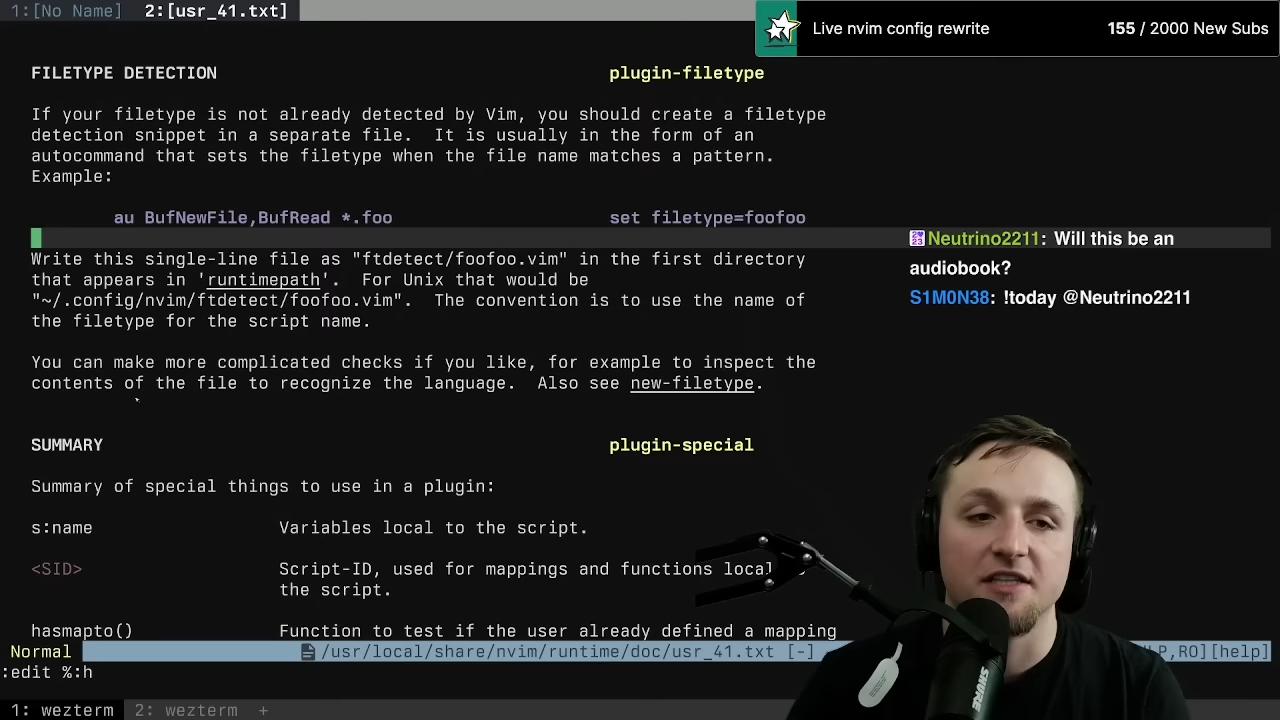 1:[No Name]  2:[usr_41.txt]
Live nvim config rewrite 155 / 2000 New Subs
FILETYPE DETECTION plugin-filetype
If your filetype is not already detected by Vim, you should create a filetype
detection snippet in a separate file.  It is usually in the form of an
autocommand that sets the filetype when the file name matches a pattern.
Example:
au BufNewFile,BufRead *.foo set filetype=foofoo
Neutrino2211: Will this be an
audiobook?
S1M0N38: !today @Neutrino2211
Write this single-line file as "ftdetect/foofoo.vim" in the first directory
that appears in 'runtimepath'.  For Unix that would be
"~/.config/nvim/ftdetect/foofoo.vim".  The convention is to use the name of
the filetype for the script name.
You can make more complicated checks if you like, for example to inspect the
contents of the file to recognize the language.  Also see new-filetype.
SUMMARY plugin-special
Summary of special things to use in a plugin:
s:name Variables local to the script.
<SID> Script-ID, used for mappings and functions local
the script.
hasmapto() Function to test if the user already defined a mapping
Normal /usr/local/share/nvim/runtime/doc/usr_41.txt [-] ,RO][help]
:edit %:h
1: wezterm  2: wezterm  +
SHURE